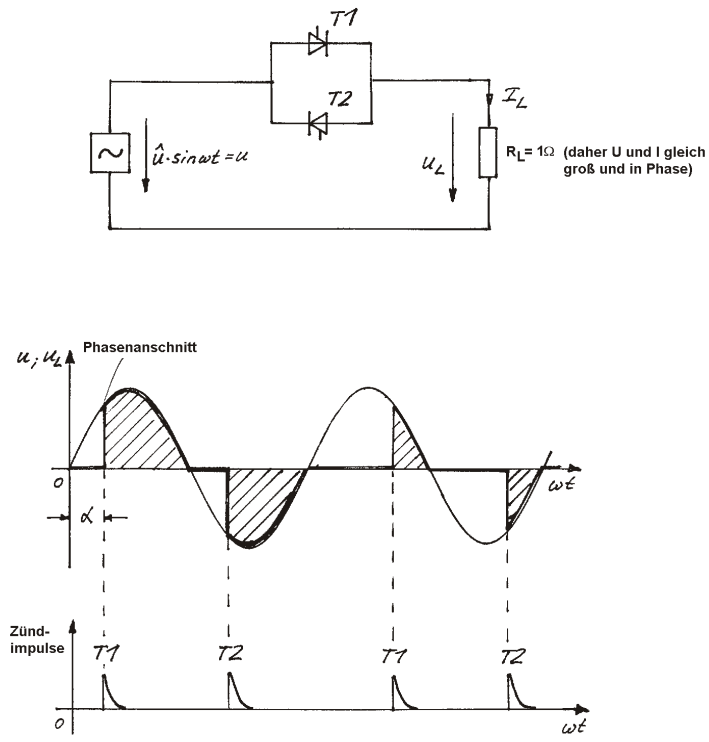 T1
T2
I_L
~
û·sinωt = u
u_L
R_L= 1Ω (daher U und I gleich
groß und in Phase)
u; u_L
Phasenanschnitt
0
ωt
α
Zünd-
impulse
T1 T2 T1 T2
0
ωt